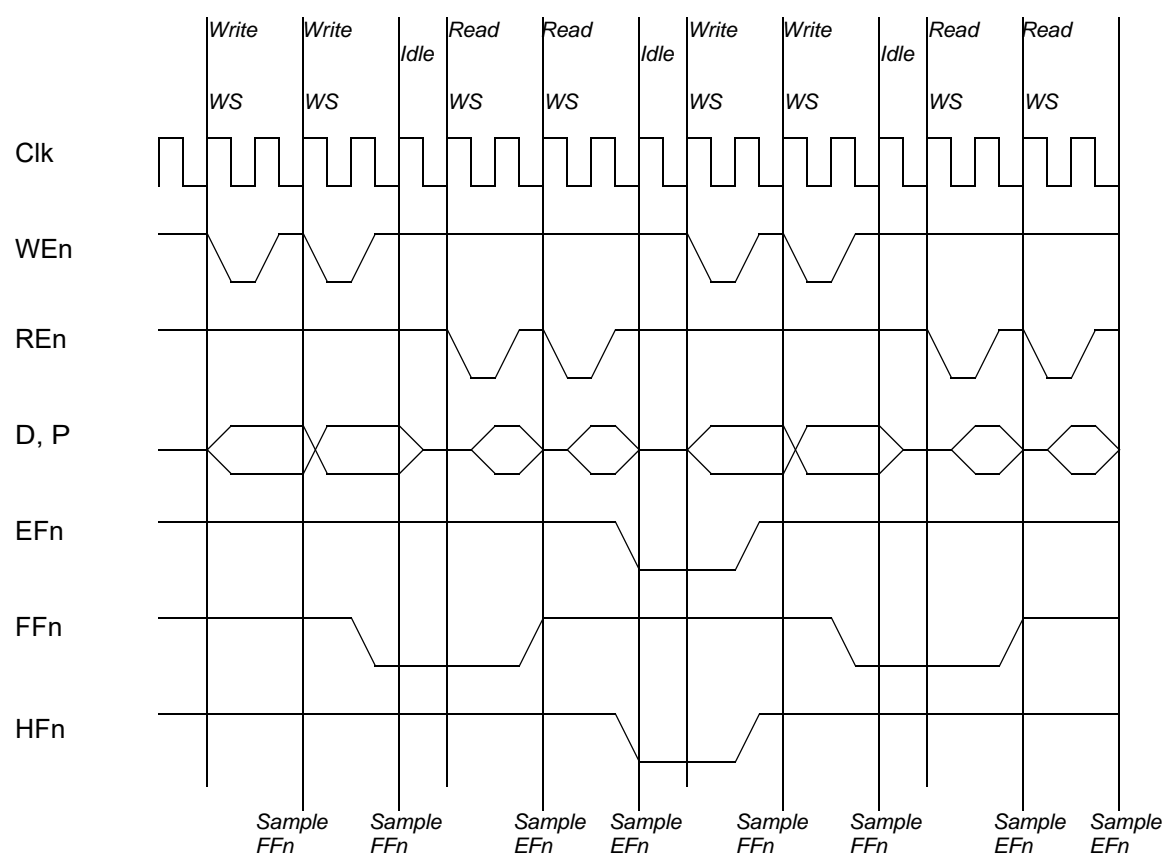 Write Write Read Read Write Write Read Read
Idle Idle Idle
WS WS WS WS WS WS WS WS
Clk
WEn
REn
D, P
EFn
FFn
HFn
Sample Sample Sample Sample Sample Sample Sample Sample
FFn FFn EFn EFn FFn FFn EFn EFn